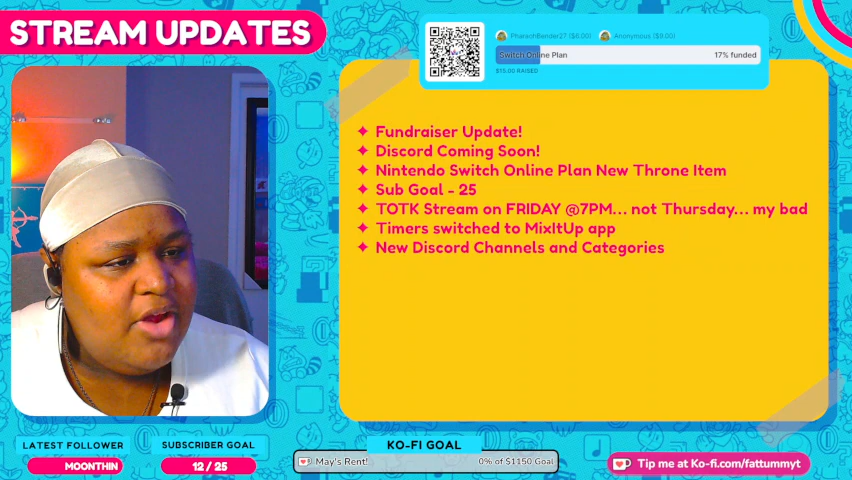 STREAM UPDATES
PharaohBender27 ($6.00) Anonymous ($9.00)
Switch Online Plan 17% funded
$15.00 RAISED
✦ Fundraiser Update!
✦ Discord Coming Soon!
✦ Nintendo Switch Online Plan New Throne Item
✦ Sub Goal - 25
✦ TOTK Stream on FRIDAY @7PM... not Thursday... my bad
✦ Timers switched to MixItUp app
✦ New Discord Channels and Categories
LATEST FOLLOWER
MOONTHIN
SUBSCRIBER GOAL
12 / 25
KO-FI GOAL
May's Rent! 0% of $1150 Goal
Tip me at Ko-fi.com/fattummyt